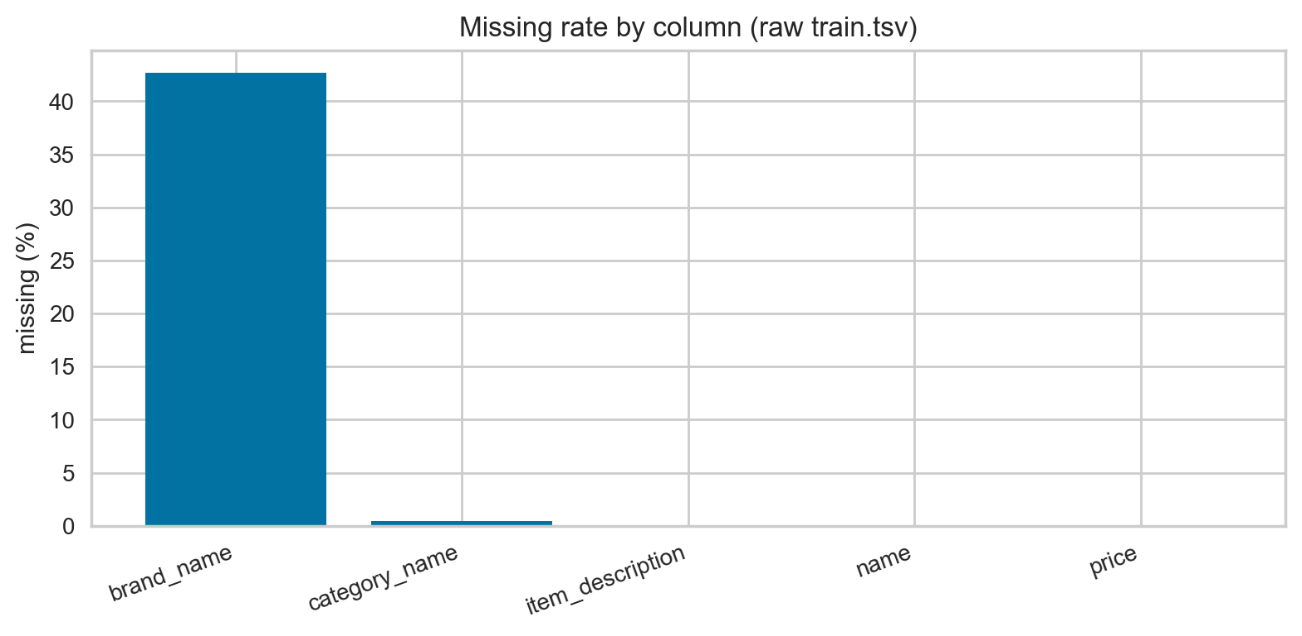 Missing rate by column (raw train.tsv)
missing (%)
40
35
30
25
20
15
10
5
0
brand_name
category_name
item_description
name
price